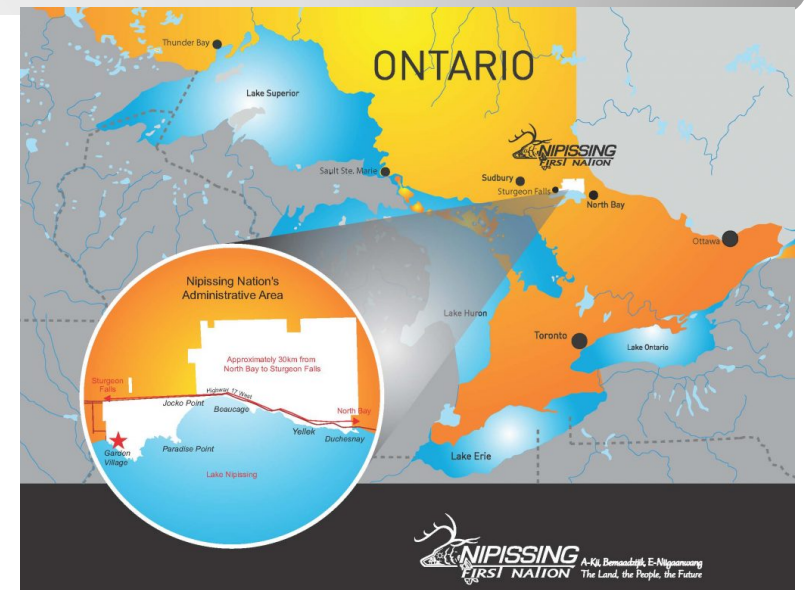 Thunder Bay
ONTARIO
Lake Superior
NIPISSING
FIRST NATION
Sault Ste. Marie
Sudbury
Sturgeon Falls
North Bay
Ottawa
Nipissing Nation's
Administrative Area
Lake Huron
Toronto
Lake Ontario
Approximately 30km from
North Bay to Sturgeon Falls
Sturgeon
Falls
Highway 17 West
Jocko Point
Beaucage
North Bay
Yellek
Duchesnay
Garden
Village
Paradise Point
Lake Nipissing
Lake Erie
NIPISSING
FIRST NATION
A-Kii, Bemaadzijik, E-Niigaanwang
The Land, the People, the Future